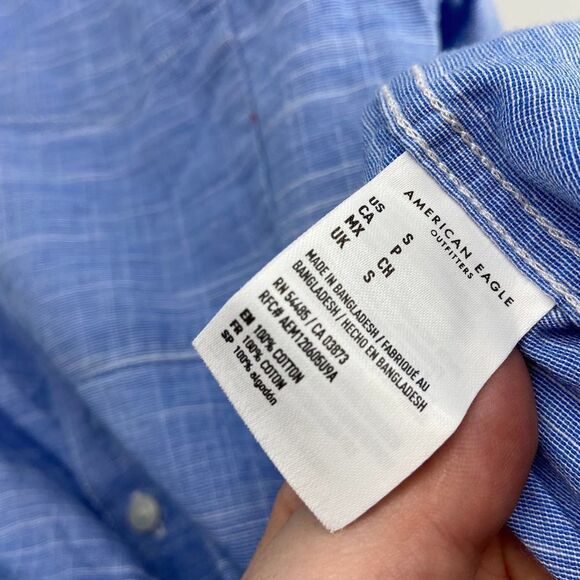 AMERICAN EAGLE
OUTFITTERS
US S
CA P
MX CH
UK S
MADE IN BANGLADESH / FABRIQUÉ AU
BANGLADESH / HECHO EN BANGLADESH
RN 54485 / CA 03873
RFC# AEM1206405U9A
EN 100% COTTON
FR 100% COTON
SP 100% algodón